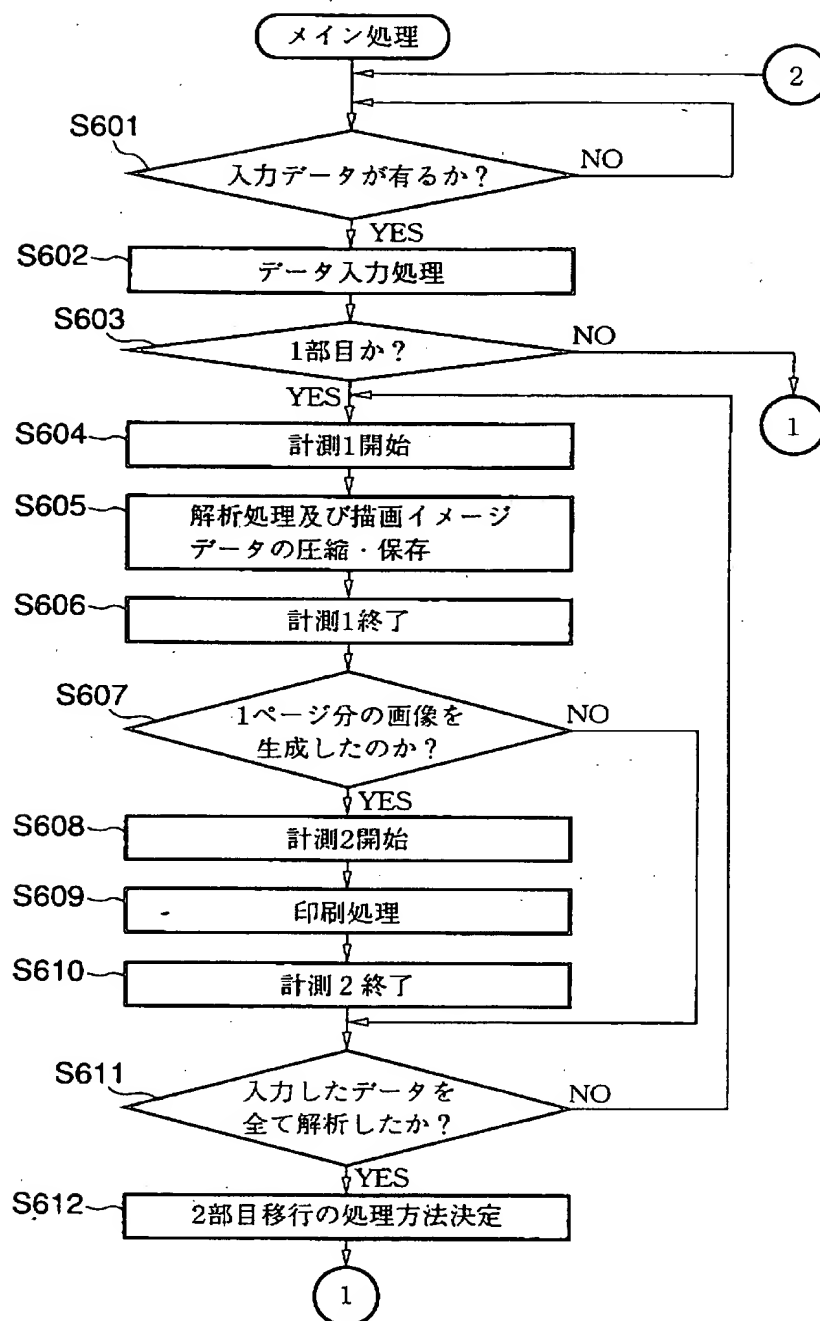 メイン処理
2
S601
入力データが有るか?
NO
YES
S602
データ入力処理
S603
1部目か?
NO
YES
1
S604
計測1開始
S605
解析処理及び描画イメージ
データの圧縮・保存
S606
計測1終了
S607
1ページ分の画像を
生成したのか?
NO
YES
S608
計測2開始
S609
印刷処理
S610
計測2終了
S611
入力したデータを
全て解析したか?
NO
YES
S612
2部目移行の処理方法決定
1